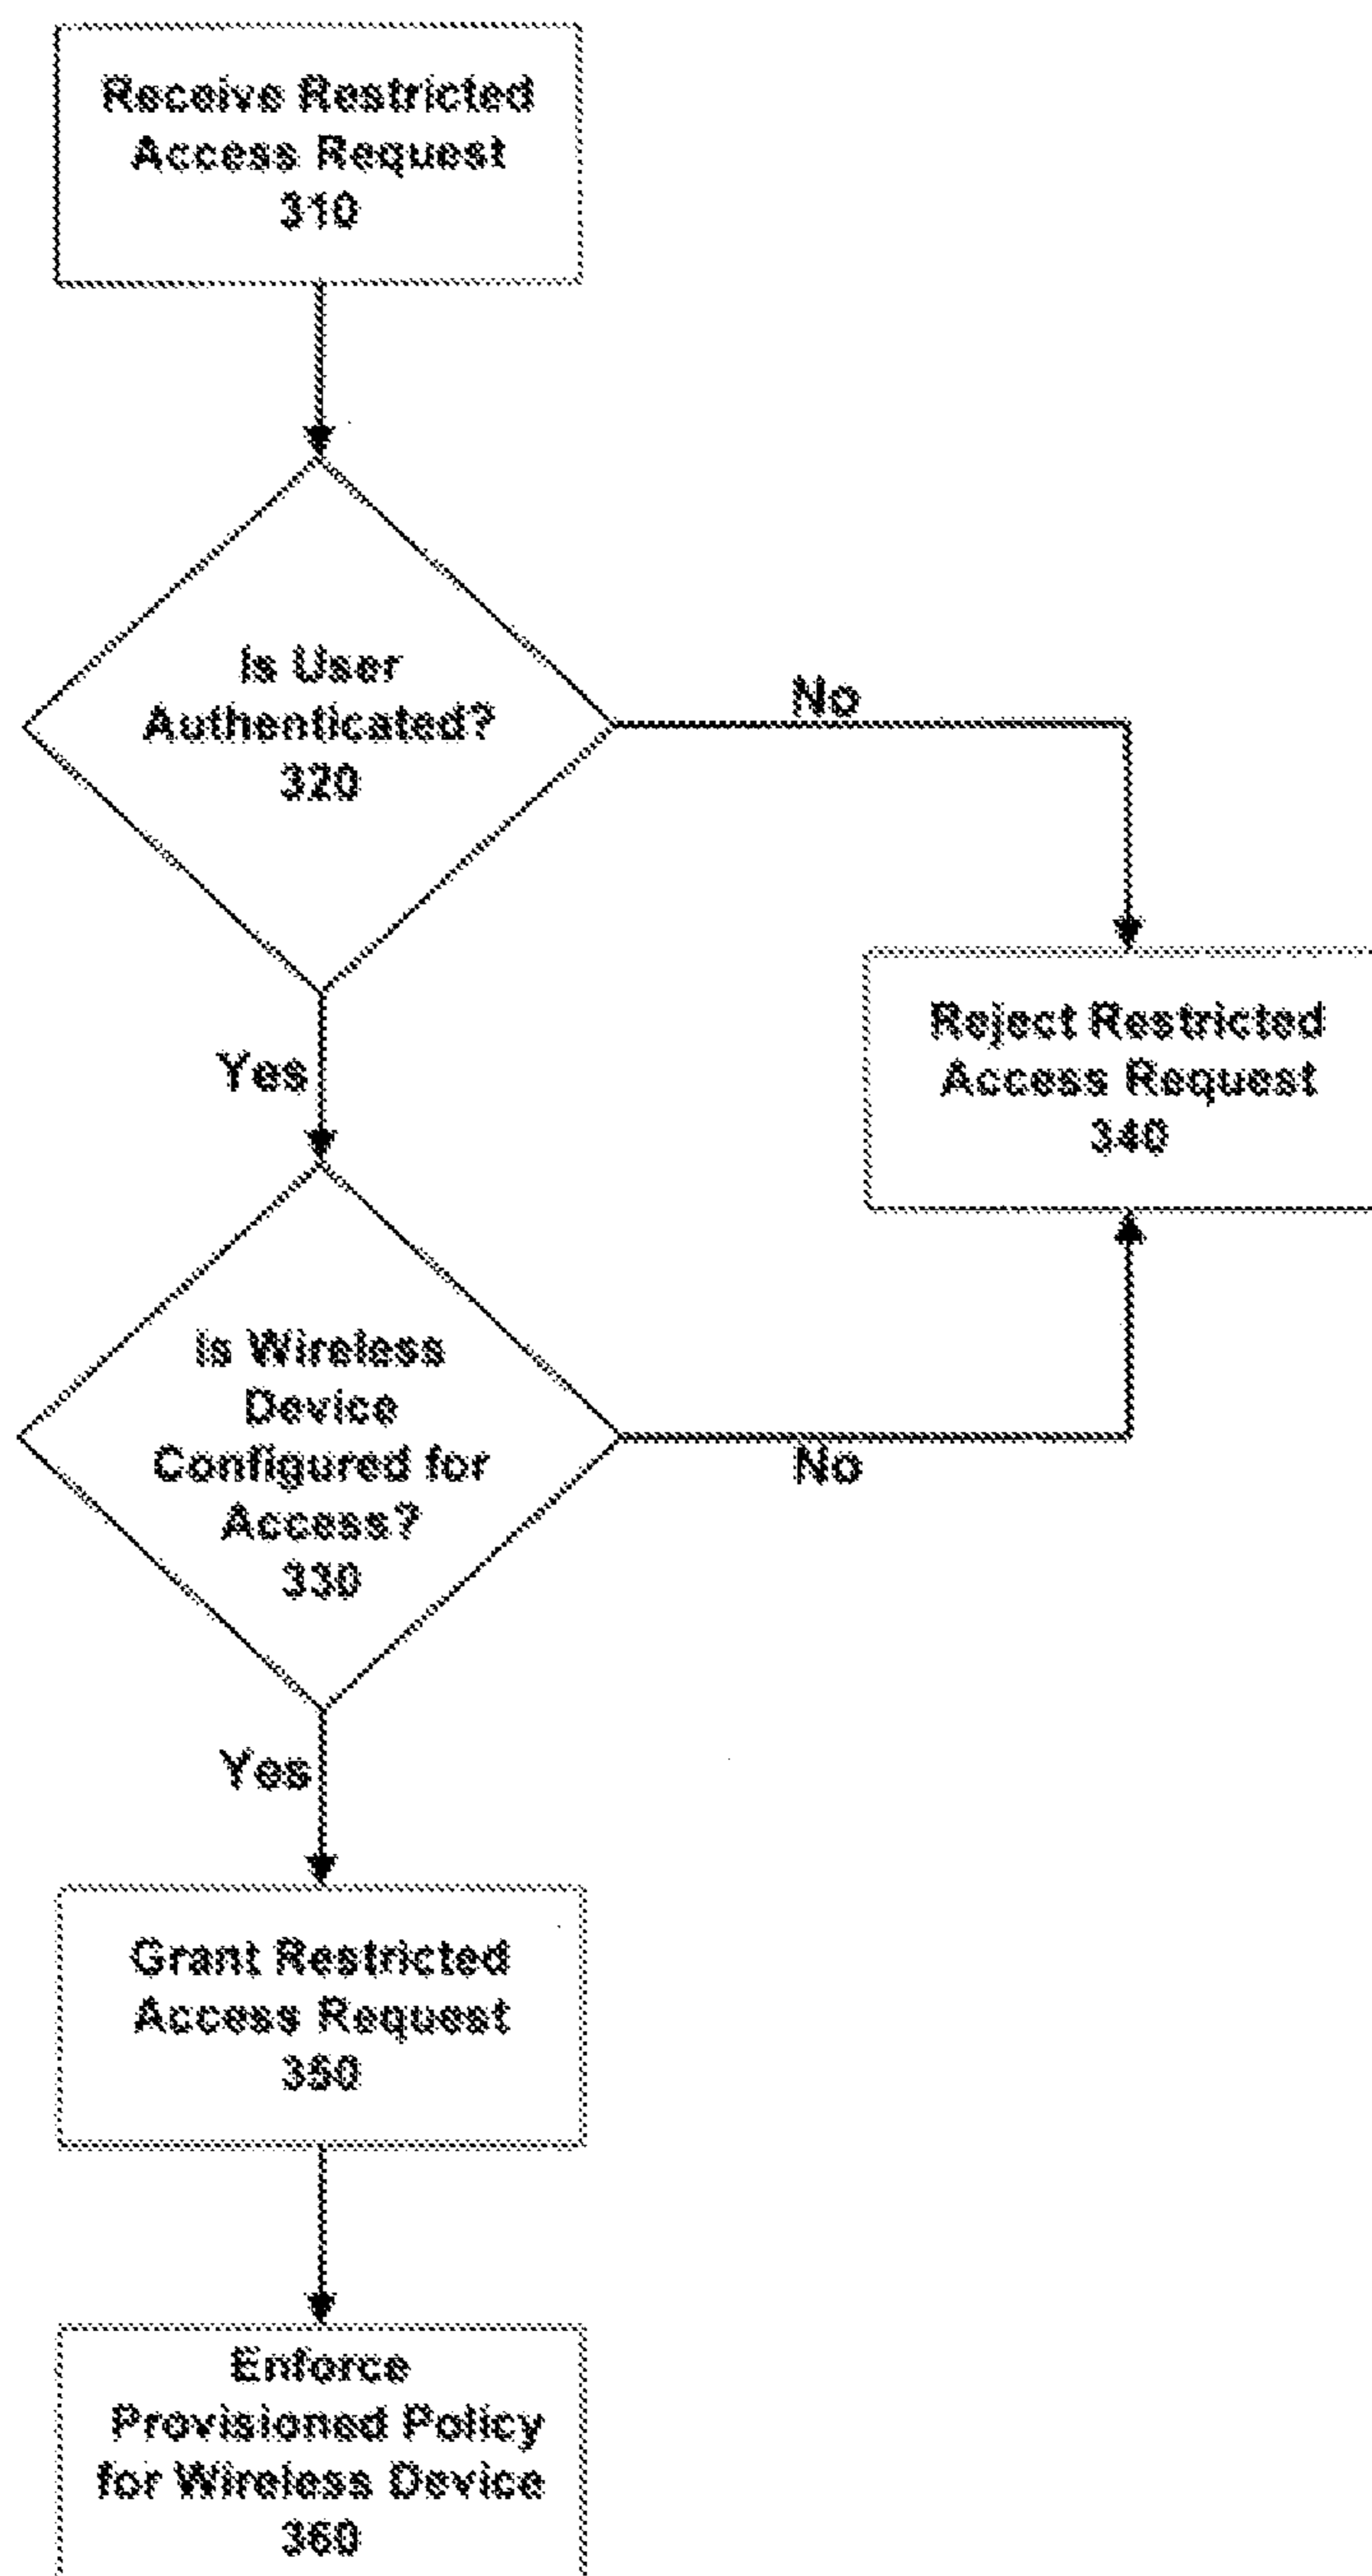 Receive Restricted
Access Request
310
Is User
Authenticated?
320
No
Reject Restricted
Access Request
340
Yes
Is Wireless
Device
Configured for
Access?
330
No
Yes
Grant Restricted
Access Request
350
Enforce
Provisioned Policy
for Wireless Device
360